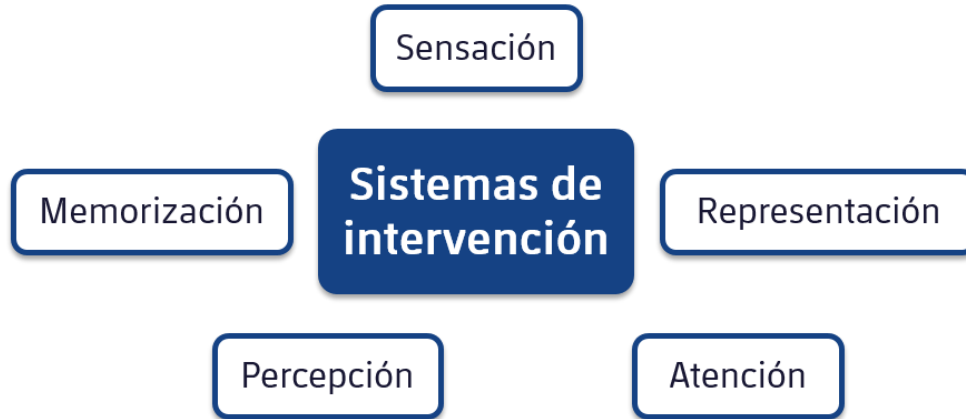 Sensación
Sistemas de
intervención
Memorización
Representación
Percepción
Atención